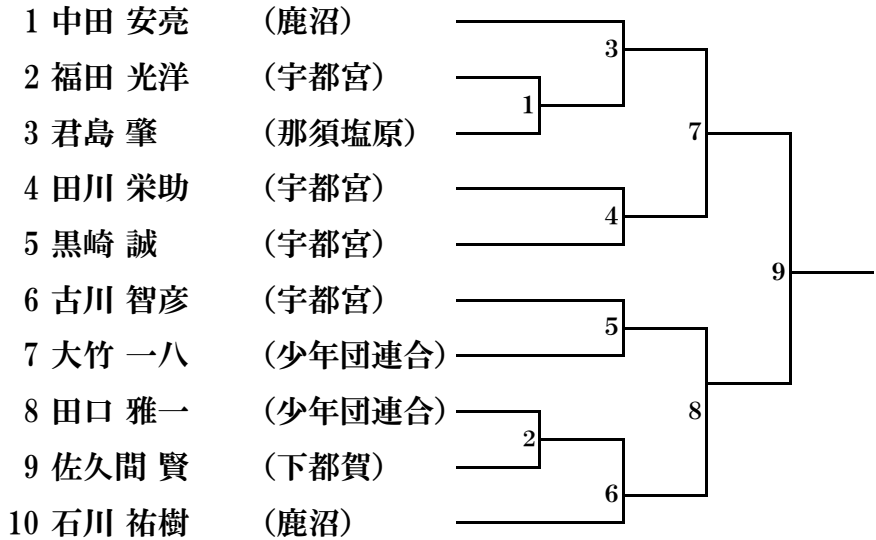 1 中田 安亮 (鹿沼)
2 福田 光洋 (宇都宮)
3 君島 肇 (那須塩原)
4 田川 栄助 (宇都宮)
5 黒崎 誠 (宇都宮)
6 古川 智彦 (宇都宮)
7 大竹 一八 (少年団連合)
8 田口 雅一 (少年団連合)
9 佐久間 賢 (下都賀)
10 石川 祐樹 (鹿沼)
3
1
7
4
9
5
8
2
6